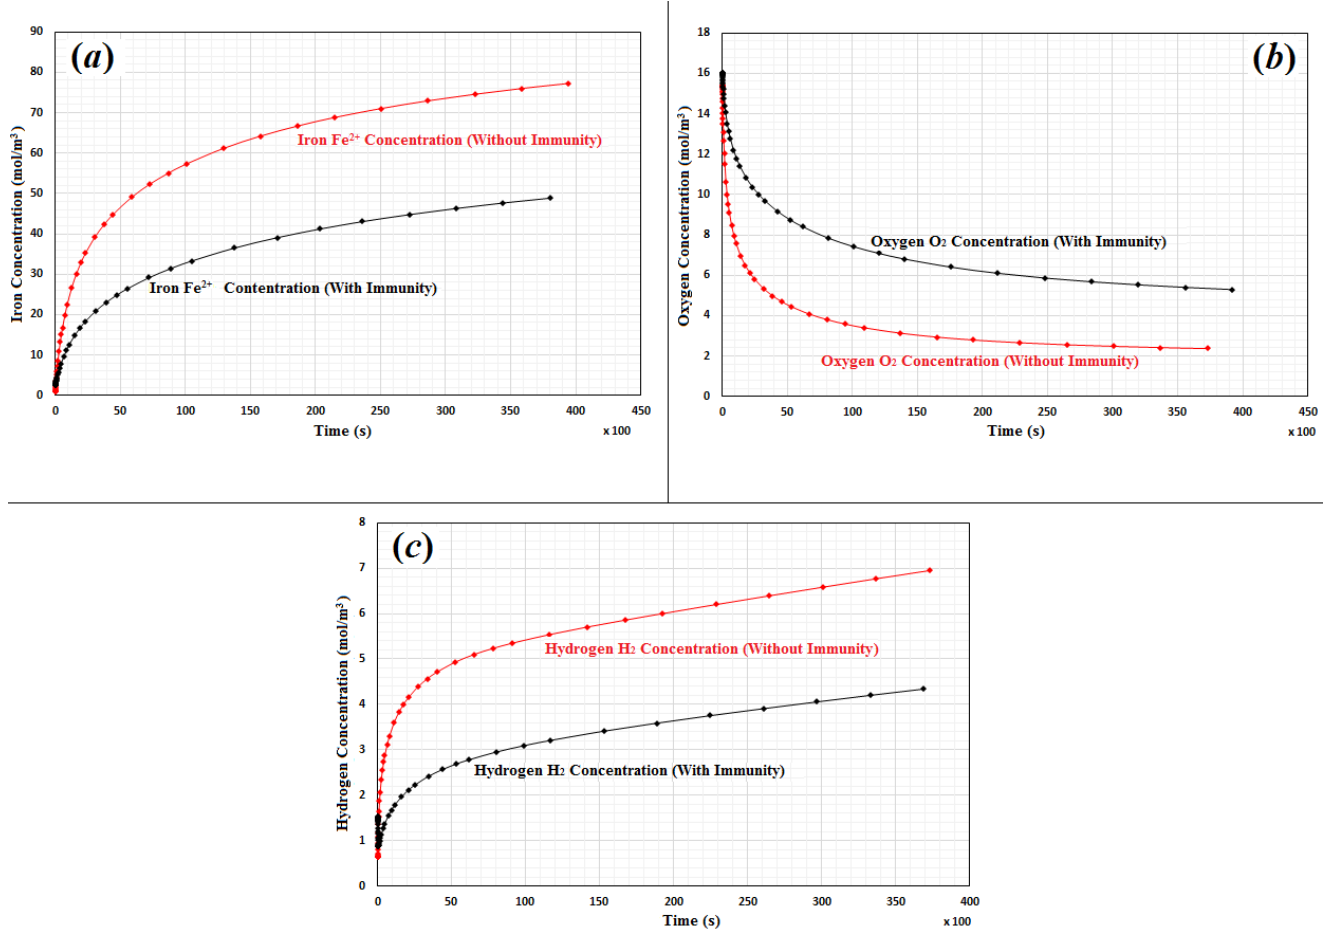 (a)
90
80
70
60
50
40
30
20
10
0
Iron Concentration (mol/m³)
Iron Fe²⁺ Concentration (Without Immunity)
Iron Fe²⁺ Contentration (With Immunity)
0 50 100 150 200 250 300 350 400 450
Time (s)
x 100
(b)
18
16
14
12
10
8
6
4
2
0
Oxygen Concentration (mol/m³)
Oxygen O₂ Concentration (With Immunity)
Oxygen O₂ Concentration (Without Immunity)
0 50 100 150 200 250 300 350 400 450
Time (s)
x 100
(c)
8
7
6
5
4
3
2
1
0
Hydrogen Concentration (mol/m³)
Hydrogen H₂ Concentration (Without Immunity)
Hydrogen H₂ Concentration (With Immunity)
0 50 100 150 200 250 300 350 400
Time (s)
x 100